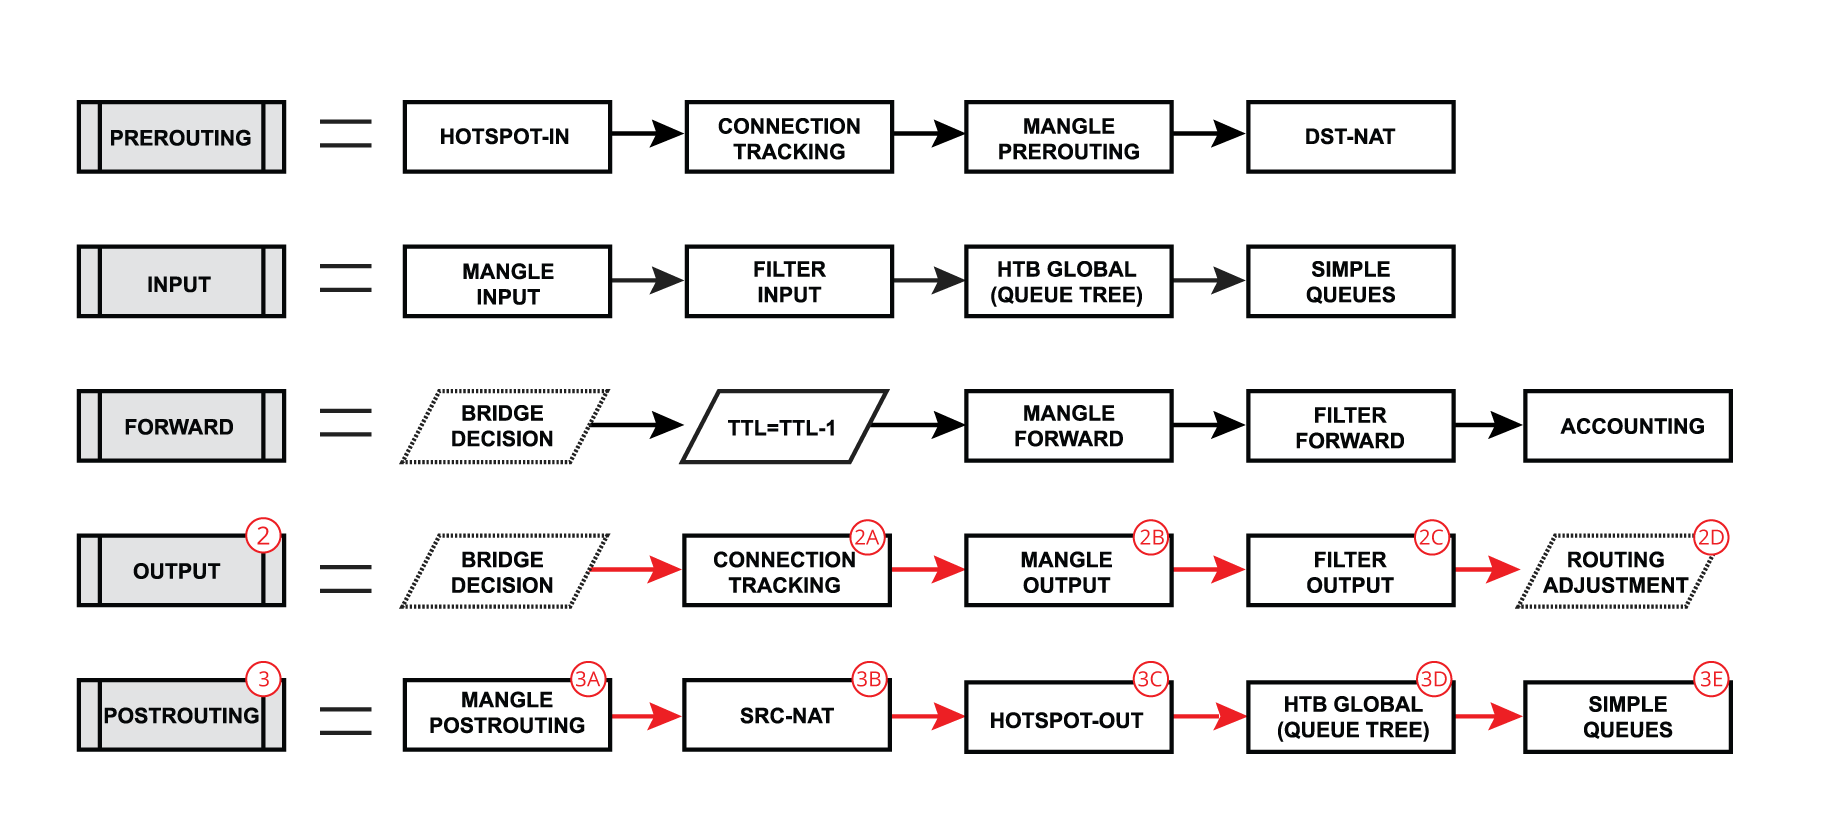 PREROUTING
HOTSPOT-IN
CONNECTION
TRACKING
MANGLE
PREROUTING
DST-NAT
INPUT
MANGLE
INPUT
FILTER
INPUT
HTB GLOBAL
(QUEUE TREE)
SIMPLE
QUEUES
FORWARD
BRIDGE
DECISION
TTL=TTL-1
MANGLE
FORWARD
FILTER
FORWARD
ACCOUNTING
2
OUTPUT
BRIDGE
DECISION
2A
CONNECTION
TRACKING
2B
MANGLE
OUTPUT
2C
FILTER
OUTPUT
2D
ROUTING
ADJUSTMENT
3
POSTROUTING
3A
MANGLE
POSTROUTING
3B
SRC-NAT
3C
HOTSPOT-OUT
3D
HTB GLOBAL
(QUEUE TREE)
3E
SIMPLE
QUEUES